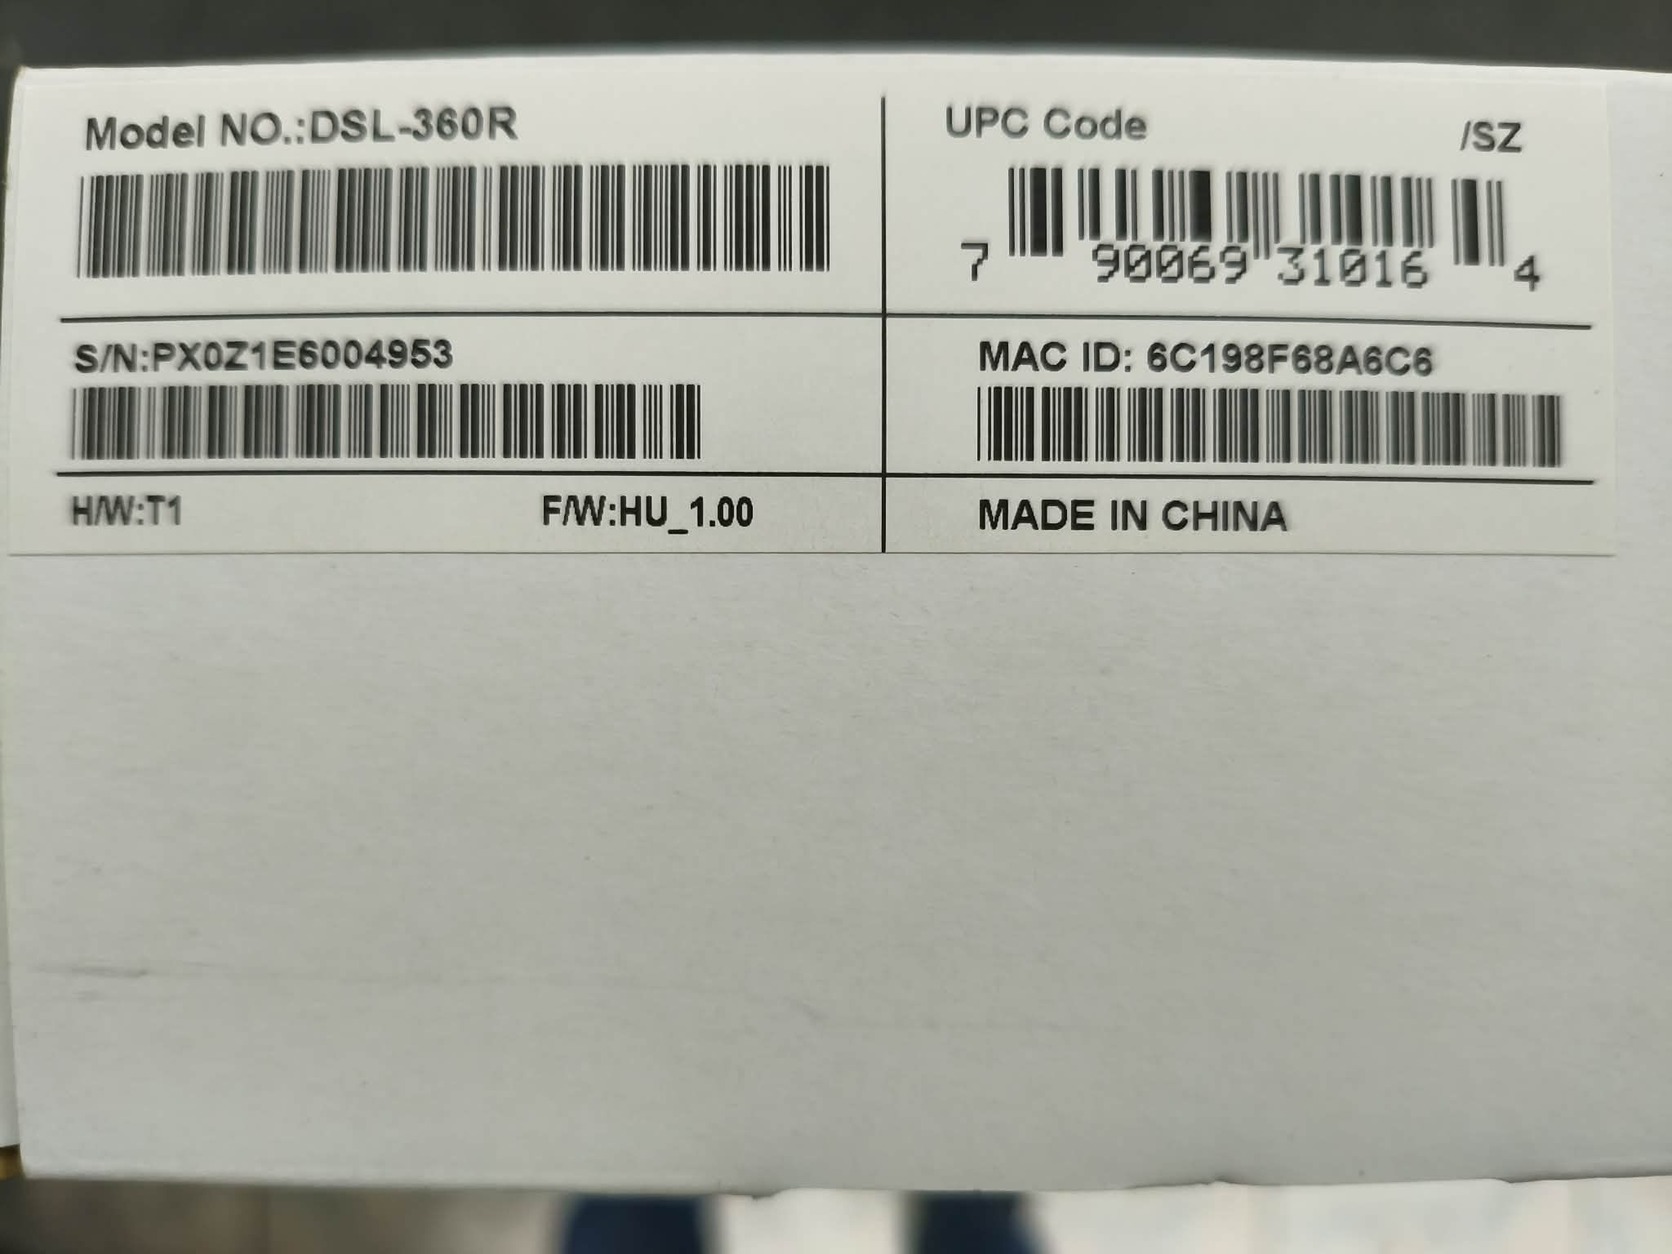 Model NO.:DSL-360R
UPC Code /SZ
7 90069 31016 4
S/N:PX0Z1E6004953
MAC ID: 6C198F68A6C6
H/W:T1 F/W:HU_1.00
MADE IN CHINA